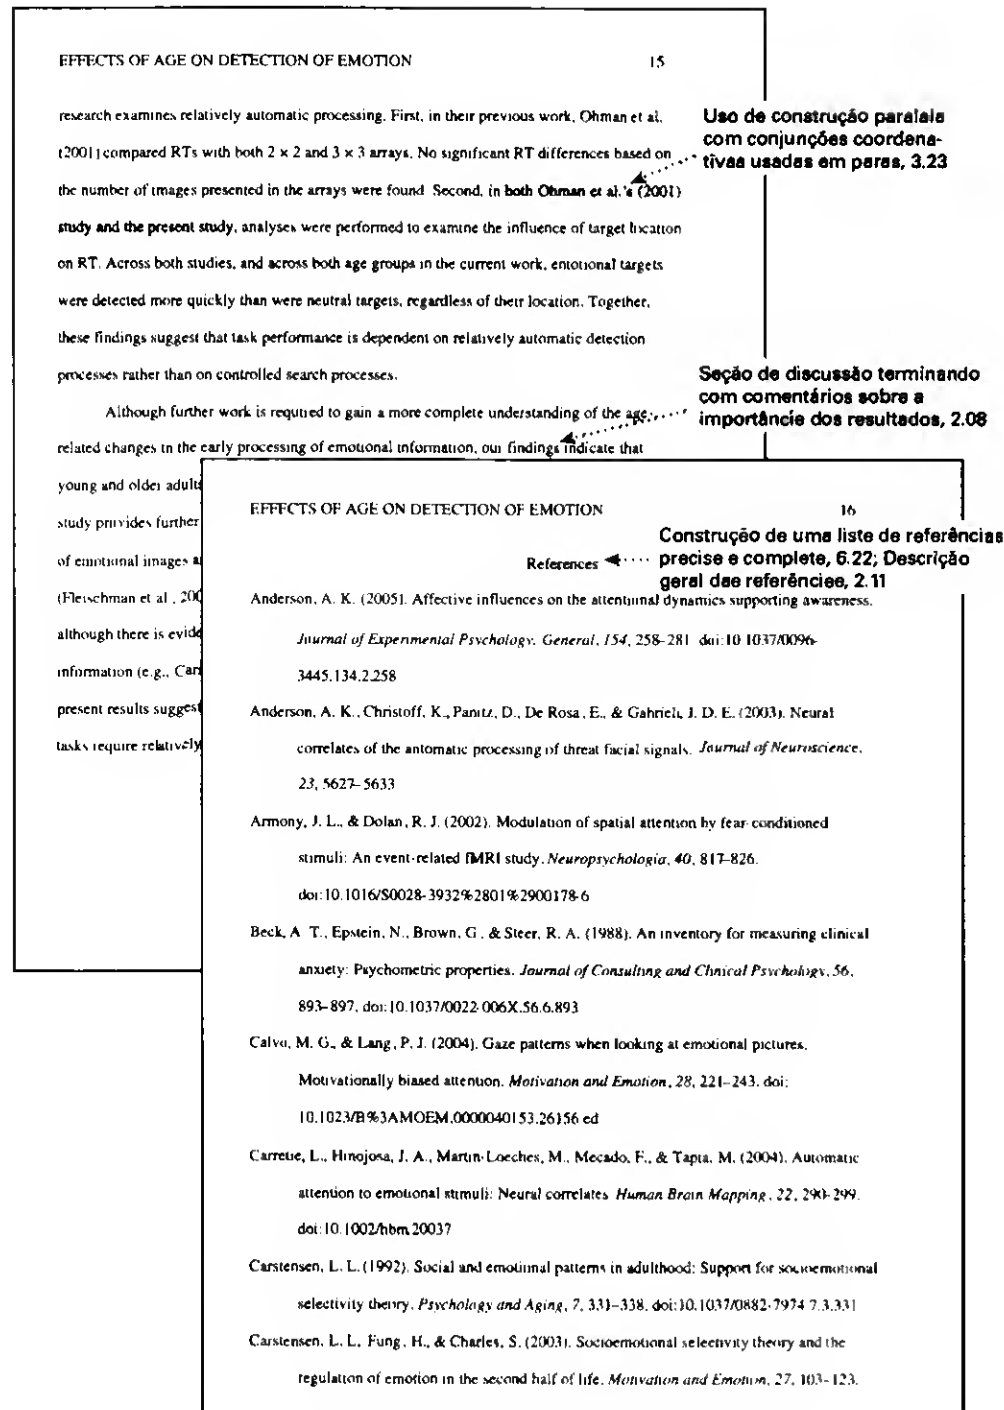 EFFECTS OF AGE ON DETECTION OF EMOTION 15
research examines relatively automatic processing. First, in their previous work, Ohman et al.
(2001) compared RTs with both 2 × 2 and 3 × 3 arrays. No significant RT differences based on
the number of images presented in the arrays were found. Second, in both Ohman et al.'s (2001)
study and the present study, analyses were performed to examine the influence of target location
on RT. Across both studies, and across both age groups in the current work, emotional targets
were detected more quickly than were neutral targets, regardless of their location. Together,
these findings suggest that task performance is dependent on relatively automatic detection
processes rather than on controlled search processes.
Although further work is required to gain a more complete understanding of the age-
related changes in the early processing of emotional information, our findings indicate that
young and older adult
study provides further
of emotional images a
(Fleischman et al., 200
although there is evide
information (e.g., Carr
present results suggest
tasks require relatively
Uso de construção paralala
com conjunções coordena-
tivaa usadas em paras, 3.23
Seção de discussão terminando
com comentários sobre a
importâncie dos resultados, 2.08
EFFECTS OF AGE ON DETECTION OF EMOTION 16
Construção de uma liste de referências
precise e complete, 6.22; Descrição
geral dae referências, 2.11
References
Anderson, A. K. (2005). Affective influences on the attentional dynamics supporting awareness.
Journal of Experimental Psychology: General, 154, 258–281. doi:10.1037/0096-
3445.134.2.258
Anderson, A. K., Christoff, K., Panitz, D., De Rosa, E., & Gabrieli, J. D. E. (2003). Neural
correlates of the automatic processing of threat facial signals. Journal of Neuroscience,
23, 5627–5633
Armony, J. L., & Dolan, R. J. (2002). Modulation of spatial attention by fear-conditioned
stimuli: An event-related fMRI study. Neuropsychologia, 40, 817–826.
doi:10.1016/S0028-3932%2801%2900178-6
Beck, A. T., Epstein, N., Brown, G., & Steer, R. A. (1988). An inventory for measuring clinical
anxiety: Psychometric properties. Journal of Consulting and Clinical Psychology, 56,
893–897. doi:10.1037/0022-006X.56.6.893
Calvo, M. G., & Lang, P. J. (2004). Gaze patterns when looking at emotional pictures.
Motivationally biased attention. Motivation and Emotion, 28, 221–243. doi:
10.1023/B%3AMOEM.0000040153.26156.ed
Carretie, L., Hinojosa, J. A., Martin-Loeches, M., Mecado, F., & Tapia, M. (2004). Automatic
attention to emotional stimuli: Neural correlates. Human Brain Mapping, 22, 290–299.
doi:10.1002/hbm.20037
Carstensen, L. L. (1992). Social and emotional patterns in adulthood: Support for socioemotional
selectivity theory. Psychology and Aging, 7, 331–338. doi:10.1037/0882-7974.7.3.331
Carstensen, L. L., Fung, H., & Charles, S. (2003). Socioemotional selectivity theory and the
regulation of emotion in the second half of life. Motivation and Emotion, 27, 103–123.